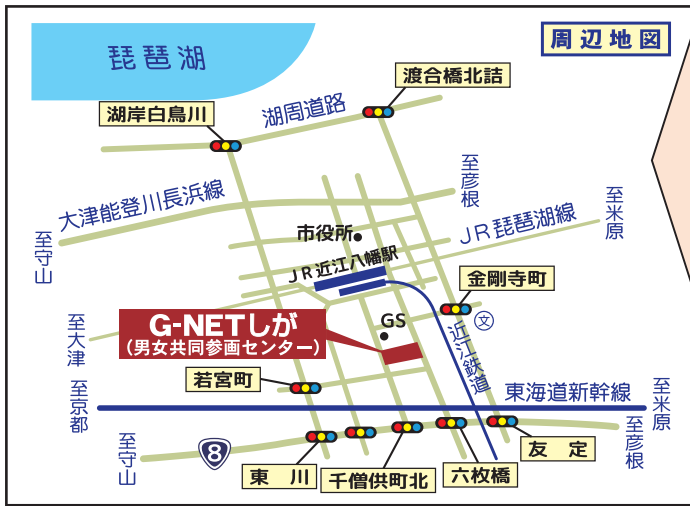 周辺地図
琵琶湖
渡合橋北詰
湖岸白鳥川
湖周道路
大津能登川長浜線
至彦根
至米原
至守山
市役所
JR琵琶湖線
JR近江八幡駅
金剛寺町
至大津
G-NETしが
(男女共同参画センター)
GS
文
近江鉄道
若宮町
至京都
東海道新幹線
至米原
至守山
8
東 川
千僧供町北
六枚橋
友 定
至彦根